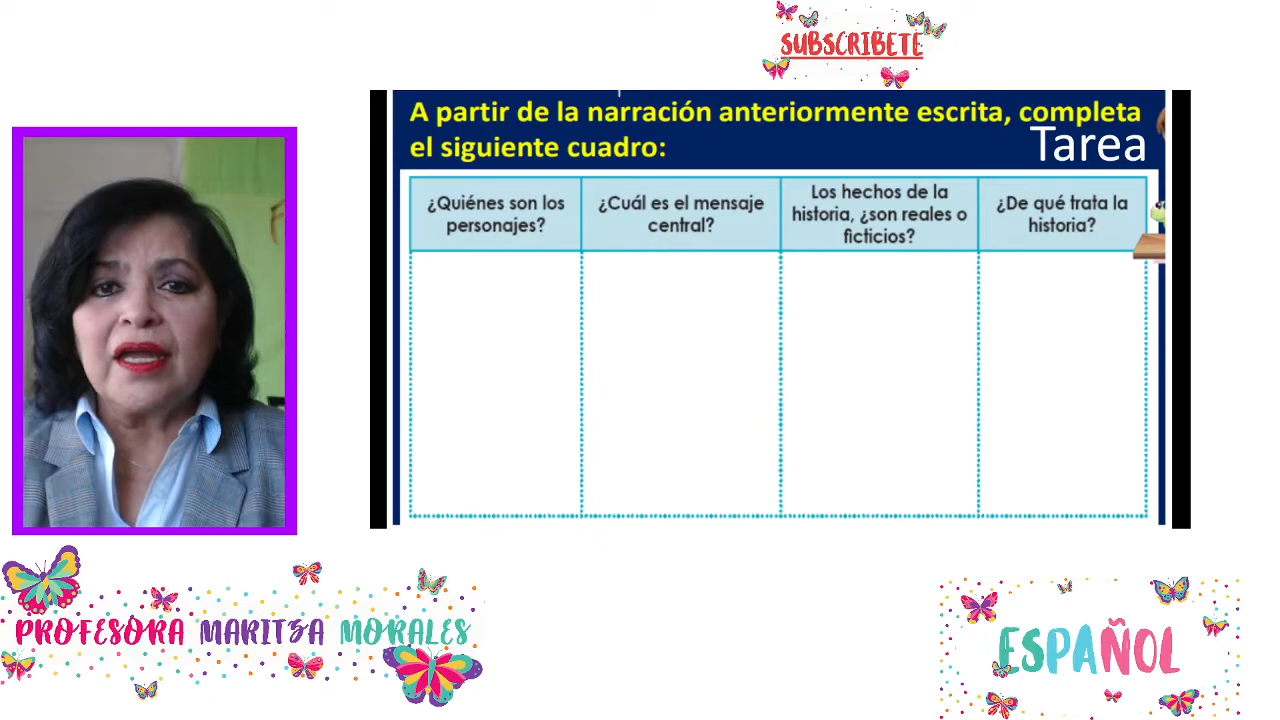 SUBSCRIBETE
A partir de la narración anteriormente escrita, completa
el siguiente cuadro:
Tarea
¿Quiénes son los
personajes?
¿Cuál es el mensaje
central?
Los hechos de la
historia, ¿son reales o
ficticios?
¿De qué trata la
historia?
PROFESORA MARITSA MORALES
ESPAÑOL